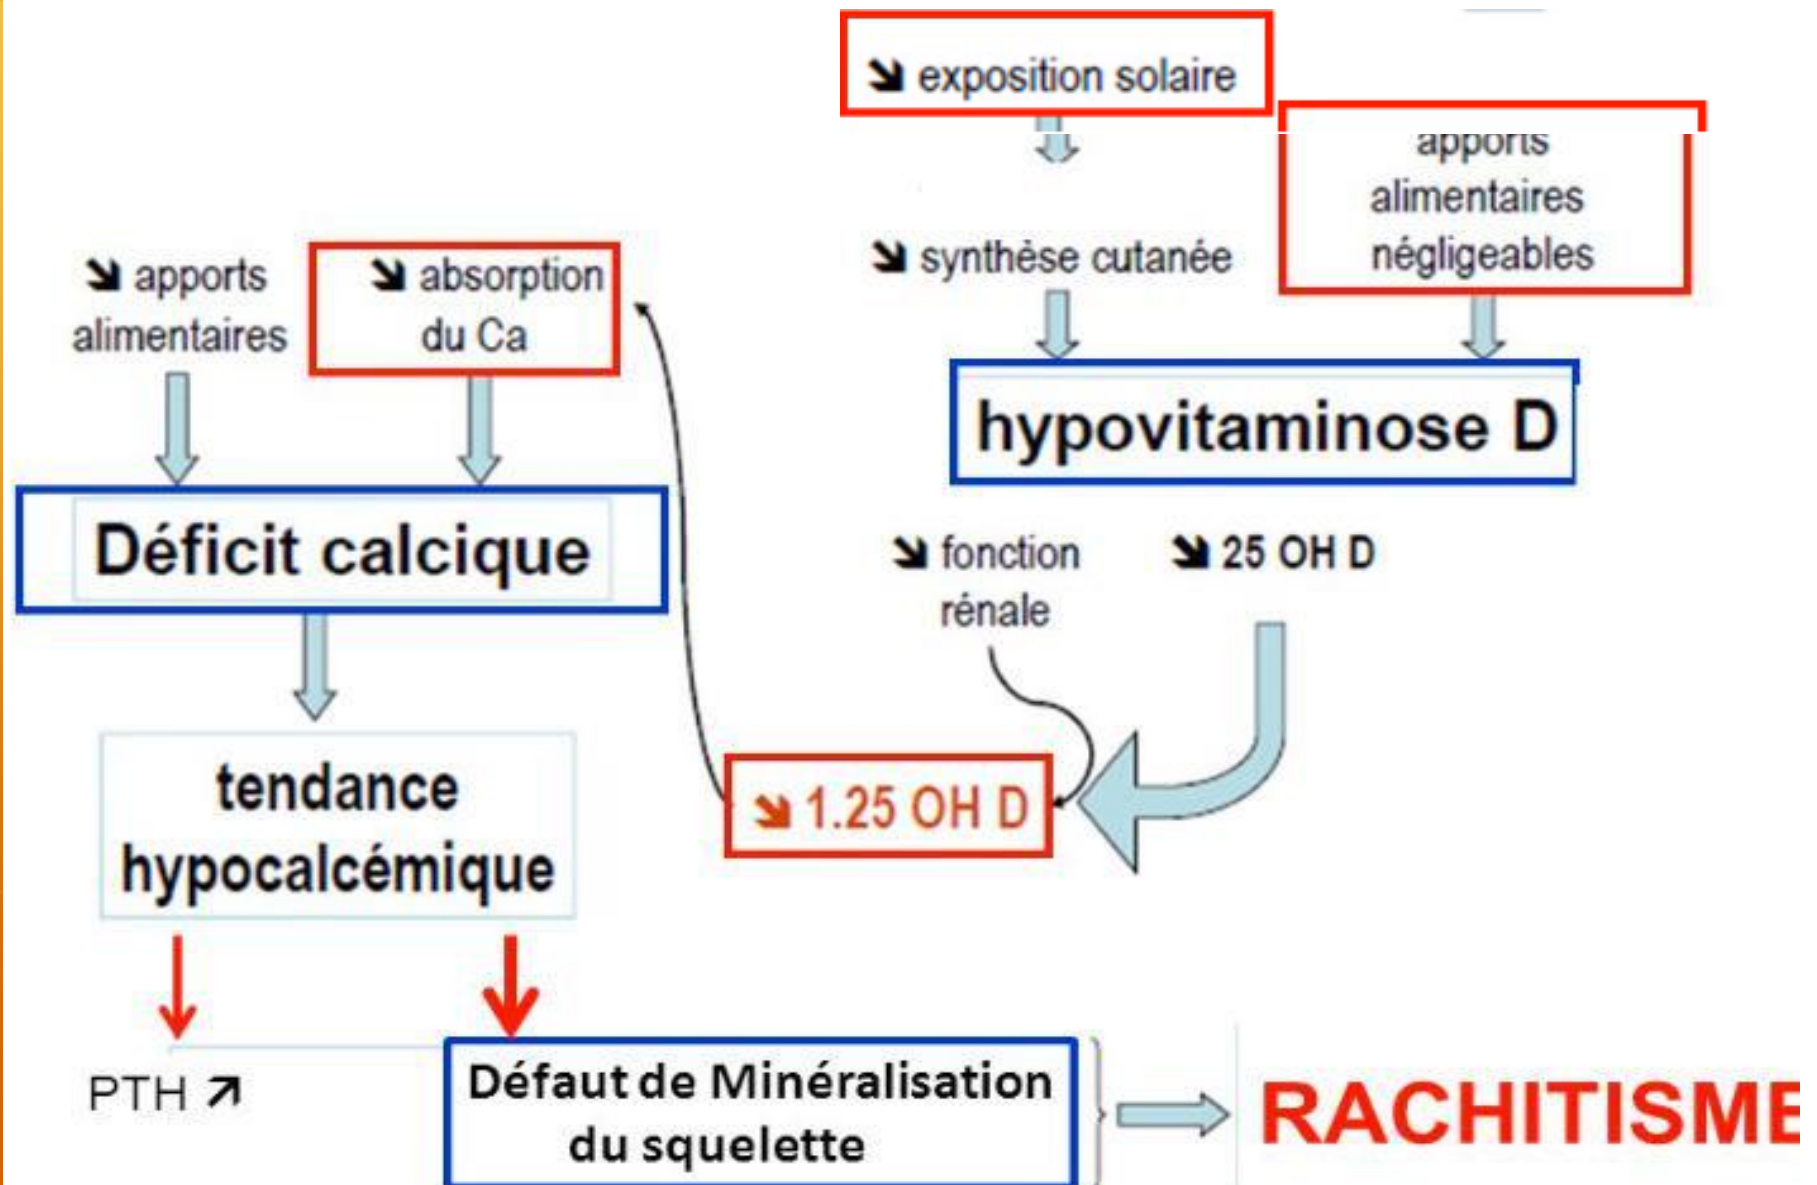 ↘ exposition solaire
apports
alimentaires
négligeables
↘ synthèse cutanée
↘ apports
alimentaires
↘ absorption
du Ca
hypovitaminose D
Déficit calcique
↘ fonction
rénale
↘ 25 OH D
tendance
hypocalcémique
↘ 1.25 OH D
PTH ↗
Défaut de Minéralisation
du squelette
RACHITISME